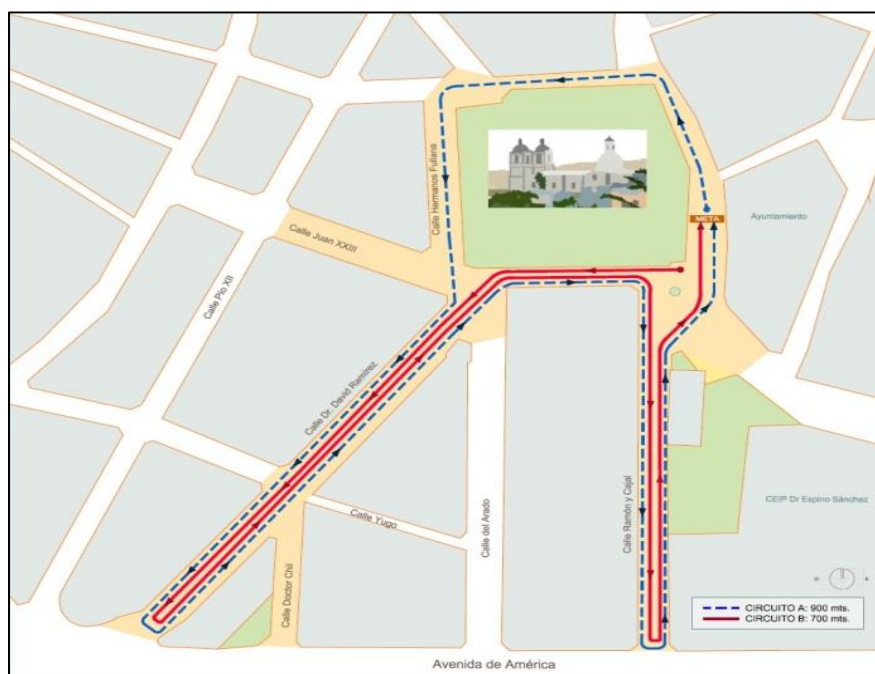 Calle Hermanos Fullana
META
Ayuntamiento
Calle Juan XXIII
Calle Pío XII
Calle Dr. David Ramírez
Calle Ramón y Cajal
CEIP Dr Espino Sánchez
Calle del Arado
Calle Yugo
Calle Doctor Chil
CIRCUITO A: 900 mts.
CIRCUITO B: 700 mts.
Avenida de América